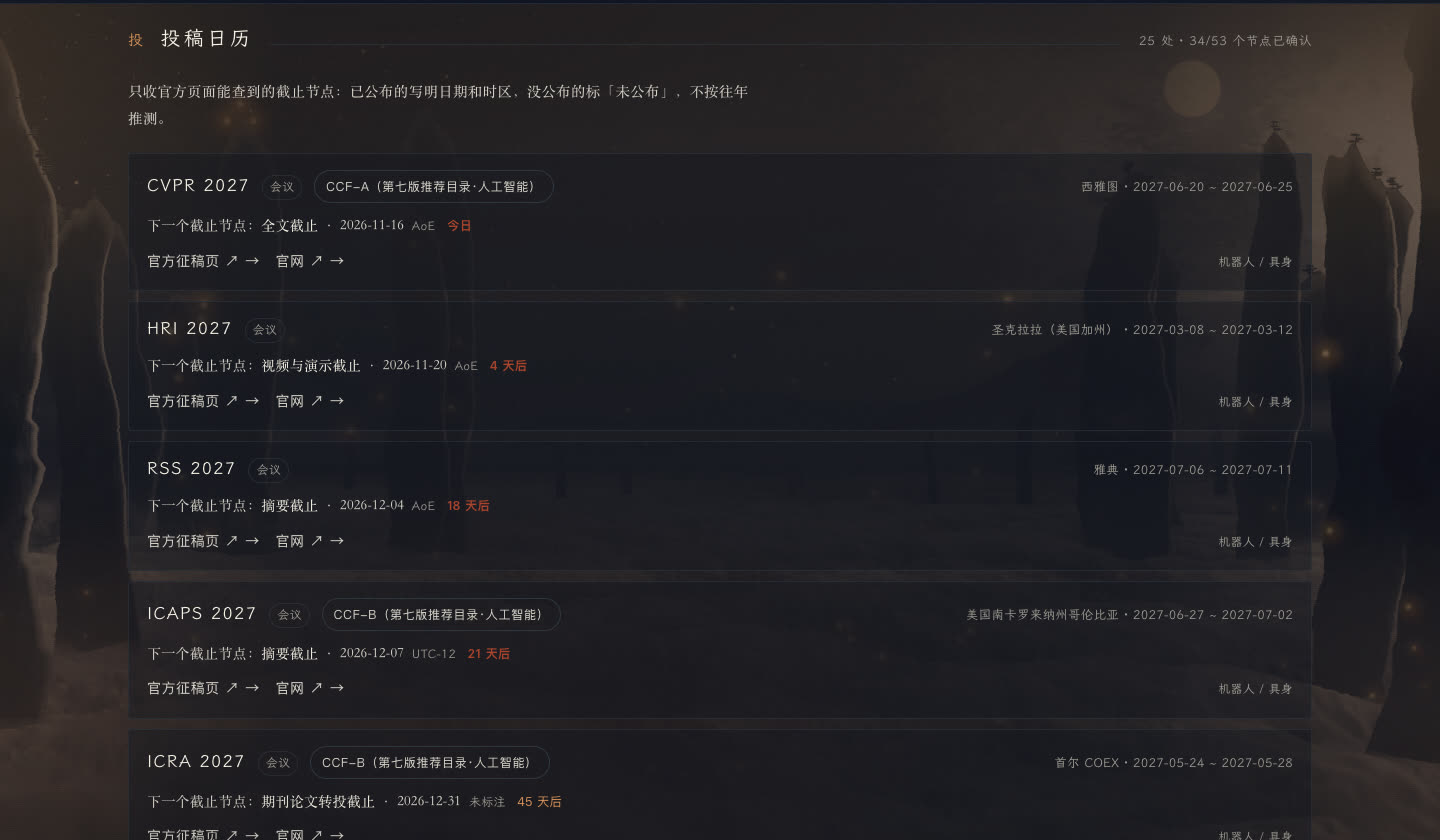 投 投稿日历 25 处 · 34/53 个节点已确认
只收官方页面能查到的截止节点：已公布的写明日期和时区，没公布的标「未公布」，不按往年
推测。
CVPR 2027 会议 CCF-A（第七版推荐目录·人工智能） 西雅图 · 2027-06-20 ~ 2027-06-25
下一个截止节点：全文截止 · 2026-11-16 AoE 今日
官方征稿页 ↗ → 官网 ↗ → 机器人 / 具身
HRI 2027 会议 圣克拉拉（美国加州） · 2027-03-08 ~ 2027-03-12
下一个截止节点：视频与演示截止 · 2026-11-20 AoE 4 天后
官方征稿页 ↗ → 官网 ↗ → 机器人 / 具身
RSS 2027 会议 雅典 · 2027-07-06 ~ 2027-07-11
下一个截止节点：摘要截止 · 2026-12-04 AoE 18 天后
官方征稿页 ↗ → 官网 ↗ → 机器人 / 具身
ICAPS 2027 会议 CCF-B（第七版推荐目录·人工智能） 美国南卡罗来纳州哥伦比亚 · 2027-06-27 ~ 2027-07-02
下一个截止节点：摘要截止 · 2026-12-07 UTC-12 21 天后
官方征稿页 ↗ → 官网 ↗ → 机器人 / 具身
ICRA 2027 会议 CCF-B（第七版推荐目录·人工智能） 首尔 COEX · 2027-05-24 ~ 2027-05-28
下一个截止节点：期刊论文转投截止 · 2026-12-31 未标注 45 天后
官方征稿页 ↗ → 官网 ↗ → 机器人 / 具身